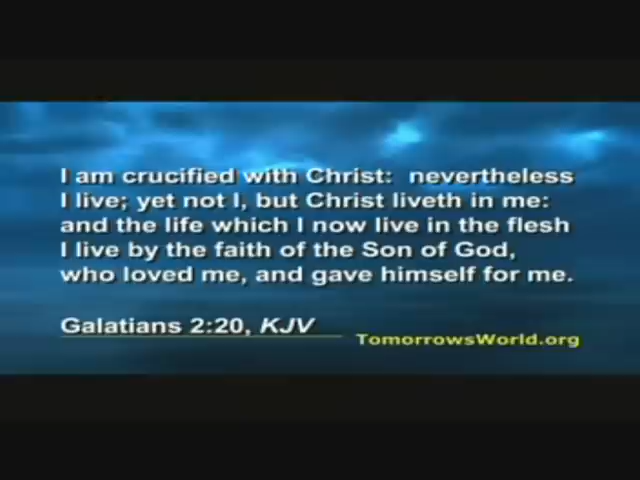 I am crucified with Christ: nevertheless
I live; yet not I, but Christ liveth in me:
and the life which I now live in the flesh
I live by the faith of the Son of God,
who loved me, and gave himself for me.
Galatians 2:20, KJV
TomorrowsWorld.org